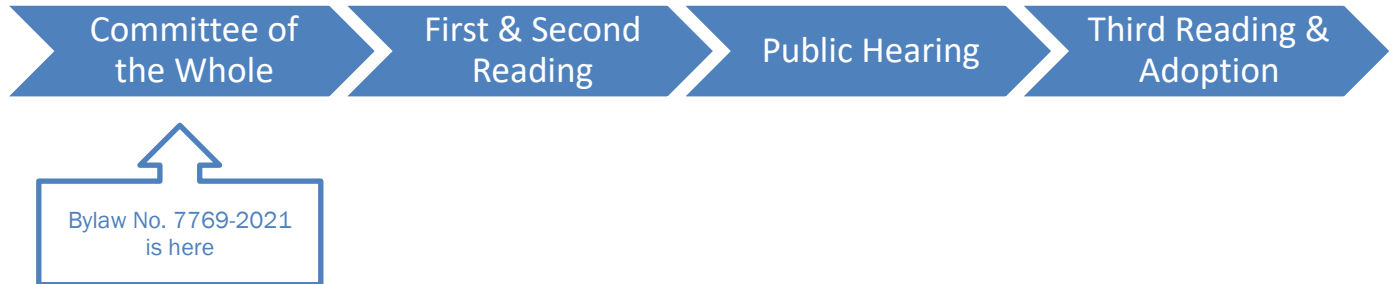 Committee of
the Whole
First & Second
Reading
Public Hearing
Third Reading &
Adoption
Bylaw No. 7769-2021
is here